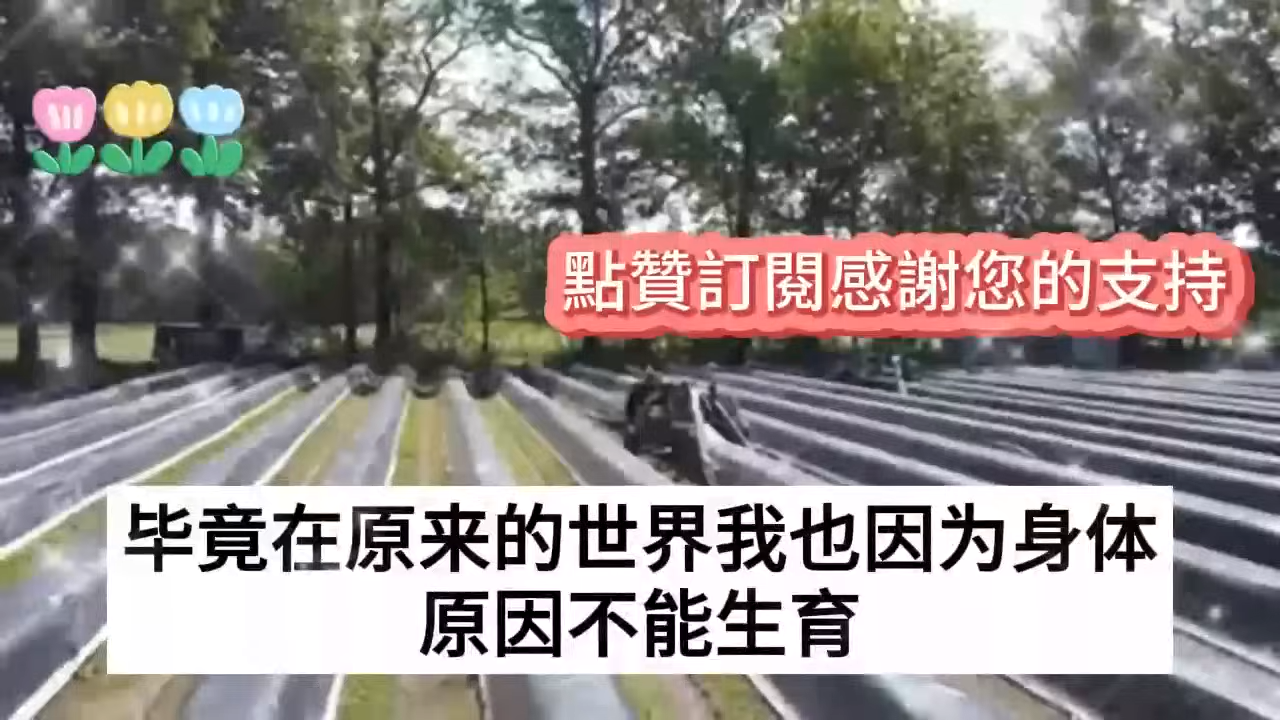 點贊訂閱感謝您的支持
毕竟在原来的世界我也因为身体
原因不能生育